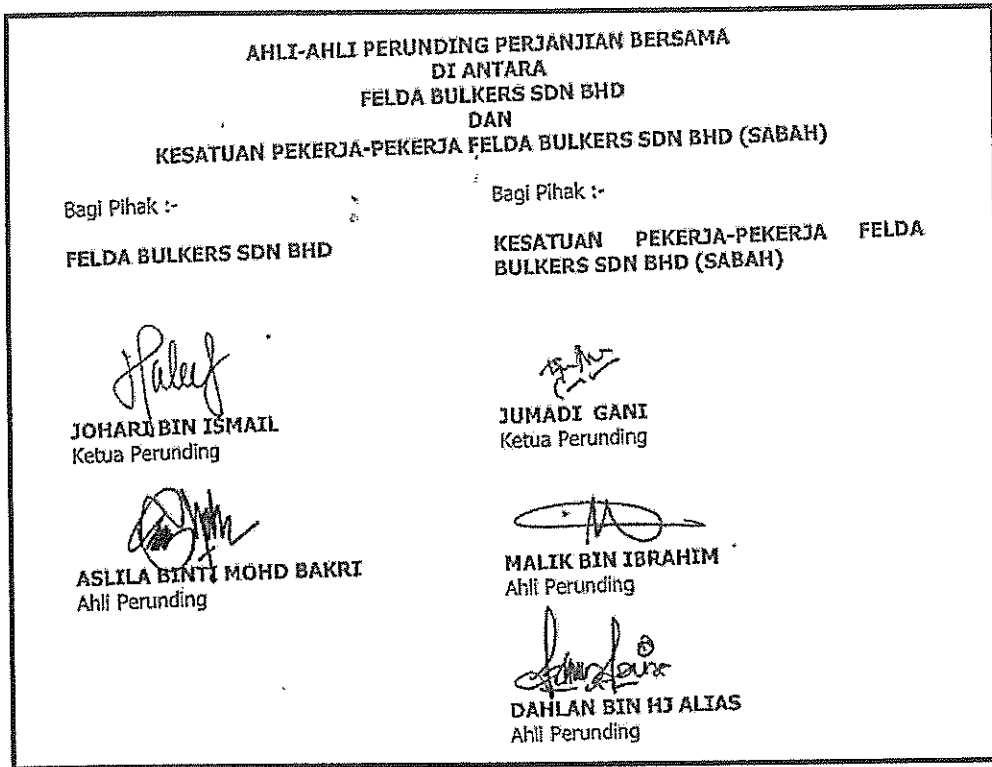 AHLI-AHLI PERUNDING PERJANJIAN BERSAMA
DI ANTARA
FELDA BULKERS SDN BHD
DAN
KESATUAN PEKERJA-PEKERJA FELDA BULKERS SDN BHD (SABAH)
Bagi Pihak :-
FELDA BULKERS SDN BHD
JOHARI BIN ISMAIL
Ketua Perunding
ASLILA BINTI MOHD BAKRI
Ahli Perunding
Bagi Pihak :-
KESATUAN PEKERJA-PEKERJA FELDA
BULKERS SDN BHD (SABAH)
JUMADI GANI
Ketua Perunding
MALIK BIN IBRAHIM
Ahli Perunding
DAHLAN BIN HJ ALIAS
Ahli Perunding